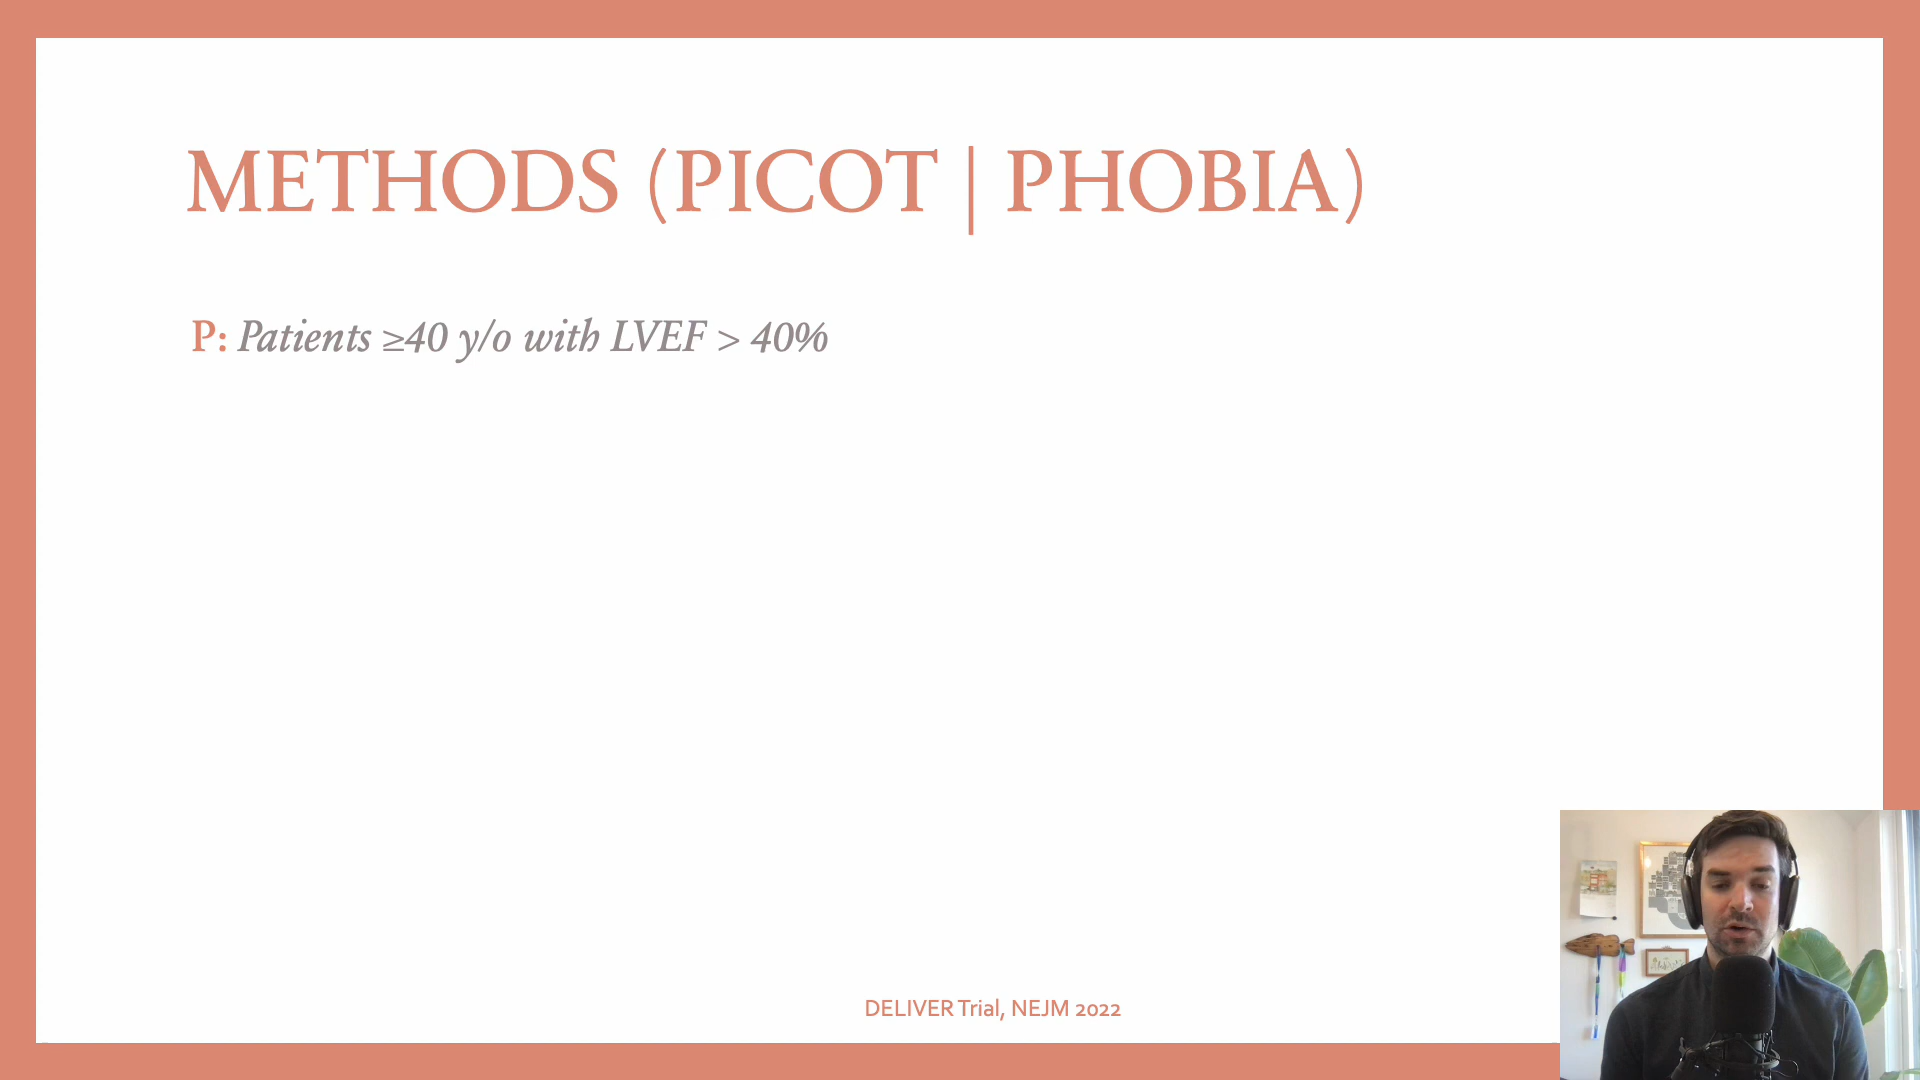 METHODS (PICOT | PHOBIA)
P: Patients ≥40 y/o with LVEF > 40%
DELIVER Trial, NEJM 2022